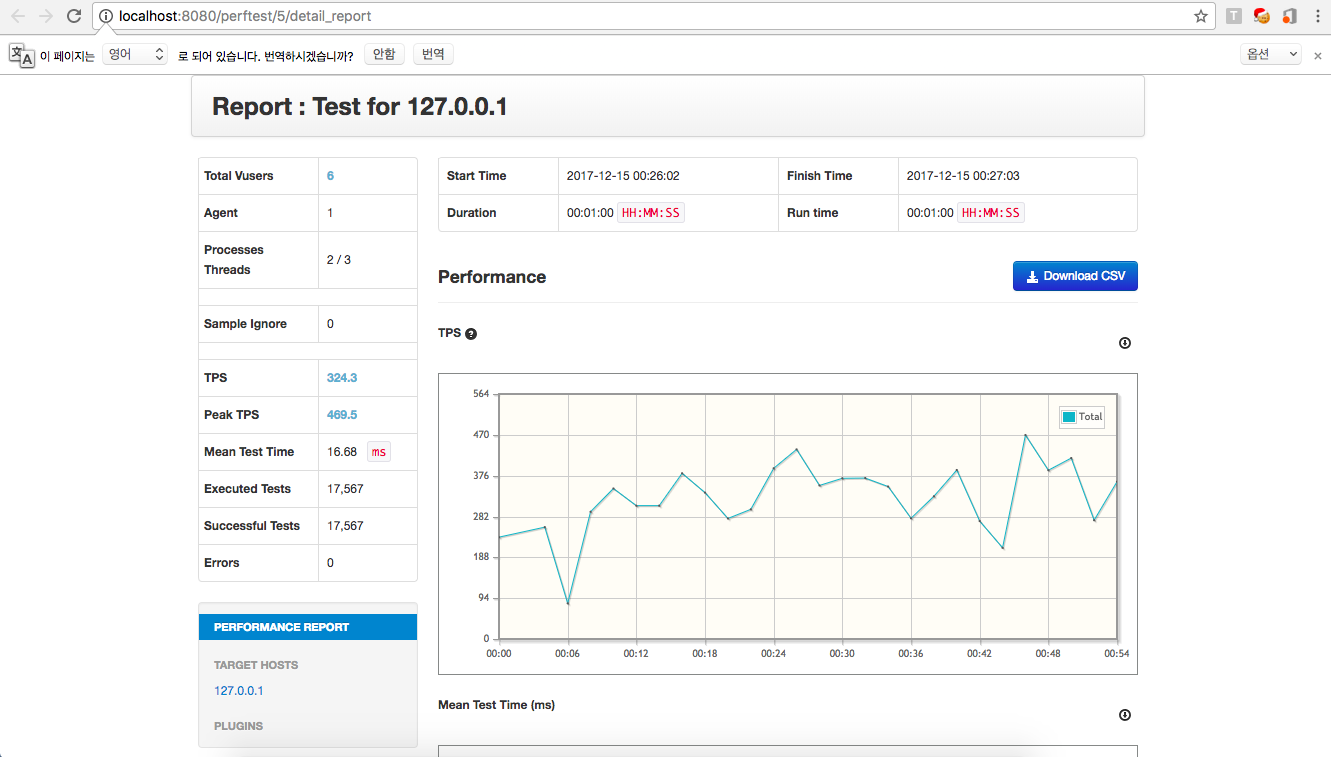 localhost:8080/perftest/5/detail_report
T
文A 이 페이지는 영어 로 되어 있습니다. 번역하시겠습니까? 안함 번역 옵션 ×
Report : Test for 127.0.0.1
Total Vusers 6
Agent 1
Processes
Threads
2 / 3
Sample Ignore 0
TPS 324.3
Peak TPS 469.5
Mean Test Time 16.68 ms
Executed Tests 17,567
Successful Tests 17,567
Errors 0
PERFORMANCE REPORT
TARGET HOSTS
127.0.0.1
PLUGINS
Start Time 2017-12-15 00:26:02 Finish Time 2017-12-15 00:27:03
Duration 00:01:00 HH:MM:SS Run time 00:01:00 HH:MM:SS
Performance Download CSV
TPS ?
564
470
376
282
188
94
0
Total
00:00 00:06 00:12 00:18 00:24 00:30 00:36 00:42 00:48 00:54
Mean Test Time (ms)